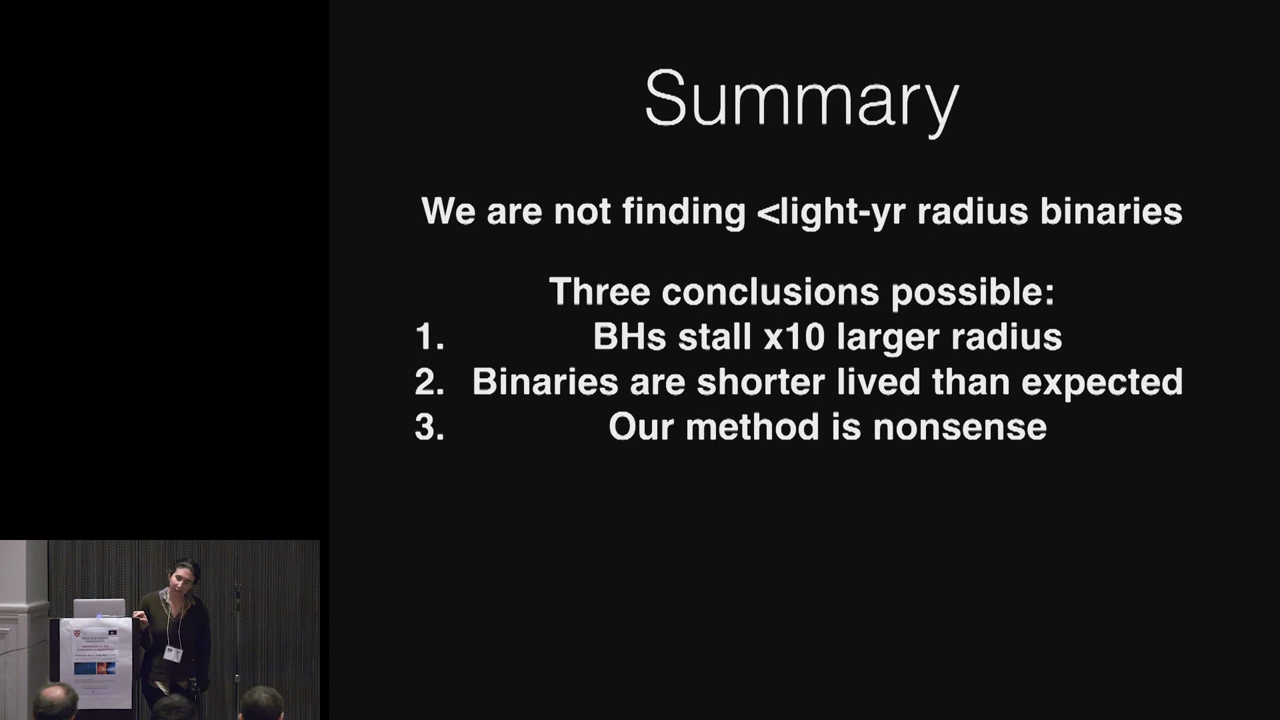 Summary
We are not finding <light-yr radius binaries
Three conclusions possible:
1. BHs stall x10 larger radius
2. Binaries are shorter lived than expected
3. Our method is nonsense